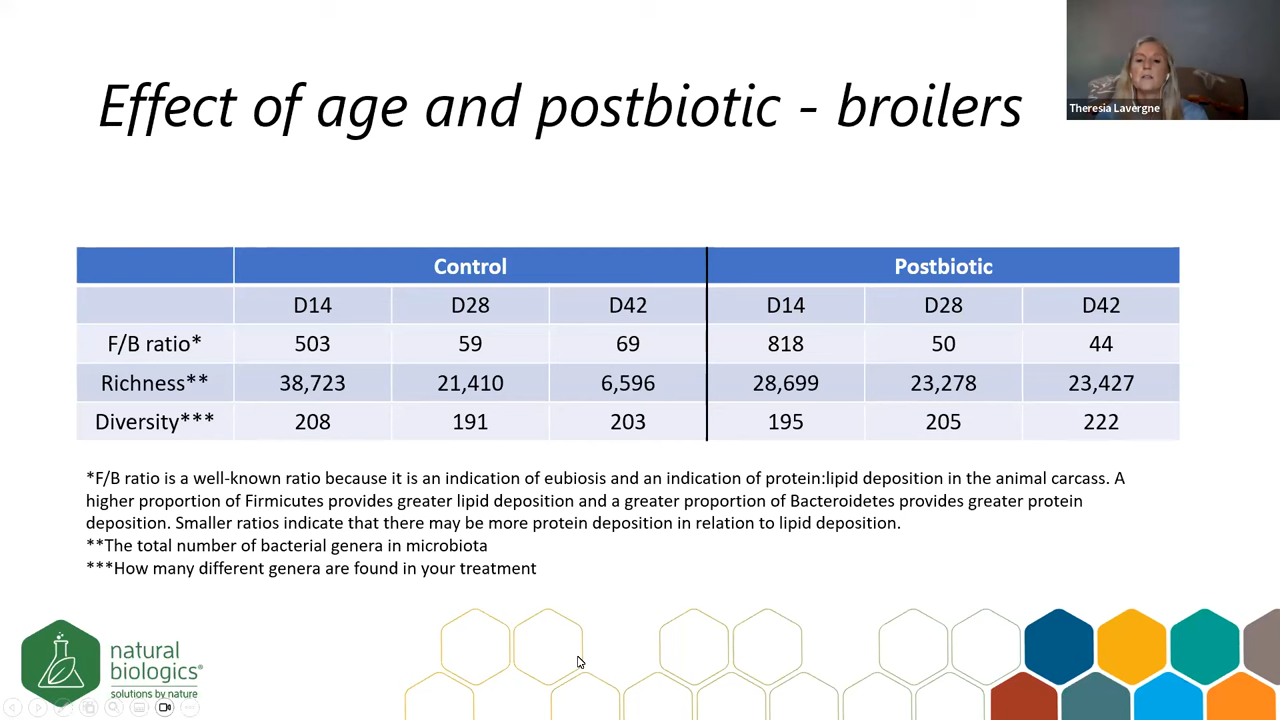 Effect of age and postbiotic - broilers
Theresia Lavergne
Control Postbiotic
D14 D28 D42 D14 D28 D42
F/B ratio* 503 59 69 818 50 44
Richness** 38,723 21,410 6,596 28,699 23,278 23,427
Diversity*** 208 191 203 195 205 222
*F/B ratio is a well-known ratio because it is an indication of eubiosis and an indication of protein:lipid deposition in the animal carcass. A
higher proportion of Firmicutes provides greater lipid deposition and a greater proportion of Bacteroidetes provides greater protein
deposition. Smaller ratios indicate that there may be more protein deposition in relation to lipid deposition.
**The total number of bacterial genera in microbiota
***How many different genera are found in your treatment
natural
biologics®
solutions by nature